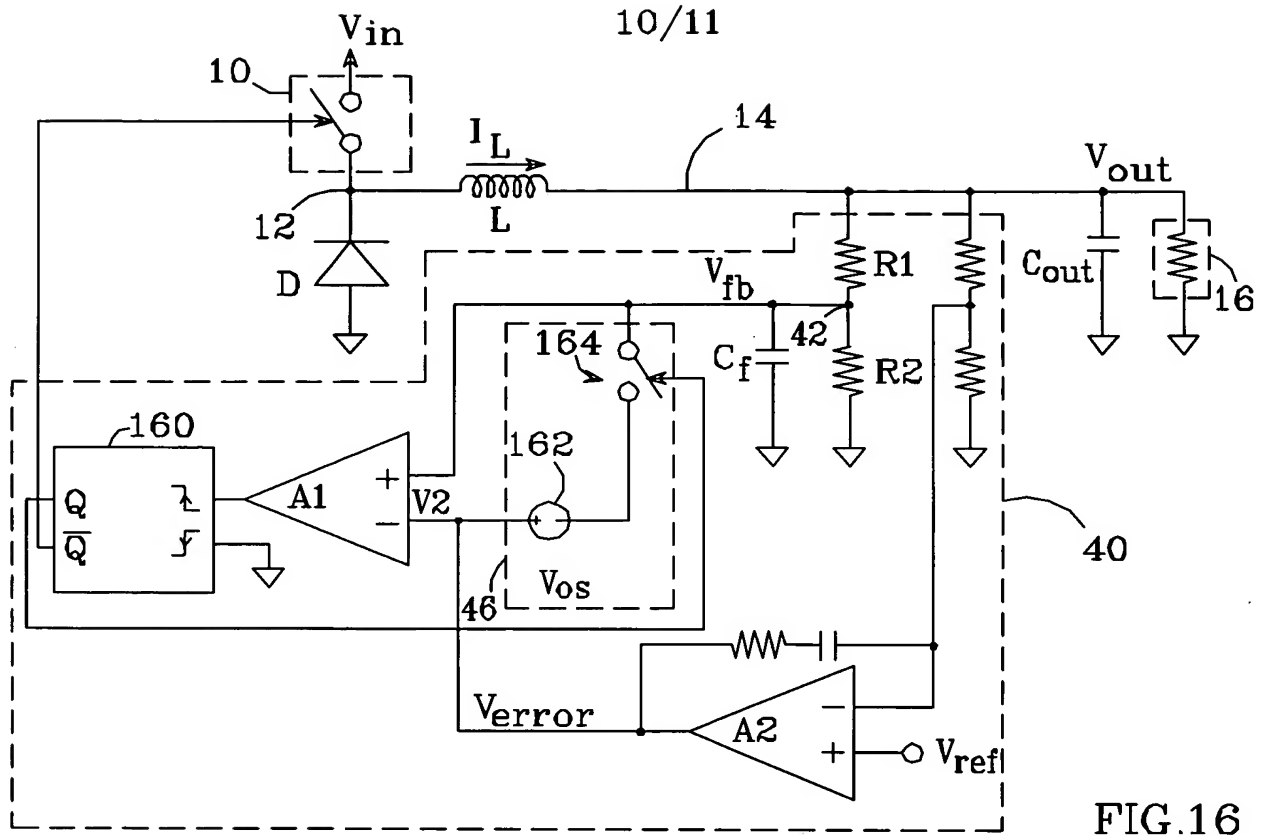 10/11
Vin
10
IL
14
Vout
12
L
D
Vfb
R1
Cout
16
164
42
Cf
R2
160
162
Q
Q̅
A1
+
−
V2
+
−
40
46
Vos
Verror
A2
−
+
Vref
FIG.16